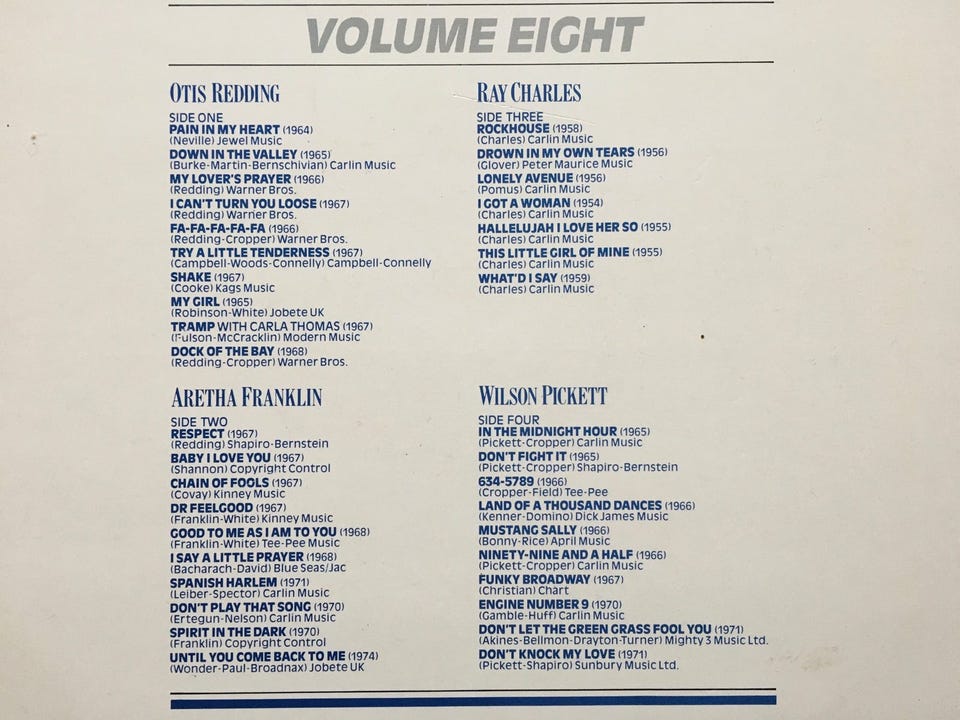 VOLUME EIGHT
OTIS REDDING
SIDE ONE
PAIN IN MY HEART (1964)
(Neville) Jewel Music
DOWN IN THE VALLEY (1965)
(Burke-Martin-Bernschivian) Carlin Music
MY LOVER'S PRAYER (1966)
(Redding) Warner Bros.
I CAN'T TURN YOU LOOSE (1967)
(Redding) Warner Bros.
FA-FA-FA-FA-FA (1966)
(Redding-Cropper) Warner Bros.
TRY A LITTLE TENDERNESS (1967)
(Campbell-Woods-Connelly) Campbell-Connelly
SHAKE (1967)
(Cooke) Kags Music
MY GIRL (1965)
(Robinson-White) Jobete UK
TRAMP WITH CARLA THOMAS (1967)
(Fulson-McCracklin) Modern Music
DOCK OF THE BAY (1968)
(Redding-Cropper) Warner Bros.
ARETHA FRANKLIN
SIDE TWO
RESPECT (1967)
(Redding) Shapiro-Bernstein
BABY I LOVE YOU (1967)
(Shannon) Copyright Control
CHAIN OF FOOLS (1967)
(Covay) Kinney Music
DR FEELGOOD (1967)
(Franklin-White) Kinney Music
GOOD TO ME AS I AM TO YOU (1968)
(Franklin-White) Tee-Pee Music
I SAY A LITTLE PRAYER (1968)
(Bacharach-David) Blue Seas/Jac
SPANISH HARLEM (1971)
(Leiber-Spector) Carlin Music
DON'T PLAY THAT SONG (1970)
(Ertegun-Nelson) Carlin Music
SPIRIT IN THE DARK (1970)
(Franklin) Copyright Control
UNTIL YOU COME BACK TO ME (1974)
(Wonder-Paul-Broadnax) Jobete UK
RAY CHARLES
SIDE THREE
ROCKHOUSE (1958)
(Charles) Carlin Music
DROWN IN MY OWN TEARS (1956)
(Glover) Peter Maurice Music
LONELY AVENUE (1956)
(Pomus) Carlin Music
I GOT A WOMAN (1954)
(Charles) Carlin Music
HALLELUJAH I LOVE HER SO (1955)
(Charles) Carlin Music
THIS LITTLE GIRL OF MINE (1955)
(Charles) Carlin Music
WHAT'D I SAY (1959)
(Charles) Carlin Music
WILSON PICKETT
SIDE FOUR
IN THE MIDNIGHT HOUR (1965)
(Pickett-Cropper) Carlin Music
DON'T FIGHT IT (1965)
(Pickett-Cropper) Shapiro-Bernstein
634-5789 (1966)
(Cropper-Field) Tee-Pee
LAND OF A THOUSAND DANCES (1966)
(Kenner-Domino) Dick James Music
MUSTANG SALLY (1966)
(Bonny-Rice) April Music
NINETY-NINE AND A HALF (1966)
(Pickett-Cropper) Carlin Music
FUNKY BROADWAY (1967)
(Christian) Chart
ENGINE NUMBER 9 (1970)
(Gamble-Huff) Carlin Music
DON'T LET THE GREEN GRASS FOOL YOU (1971)
(Akines-Bellmon-Drayton-Turner) Mighty 3 Music Ltd.
DON'T KNOCK MY LOVE (1971)
(Pickett-Shapiro) Sunbury Music Ltd.